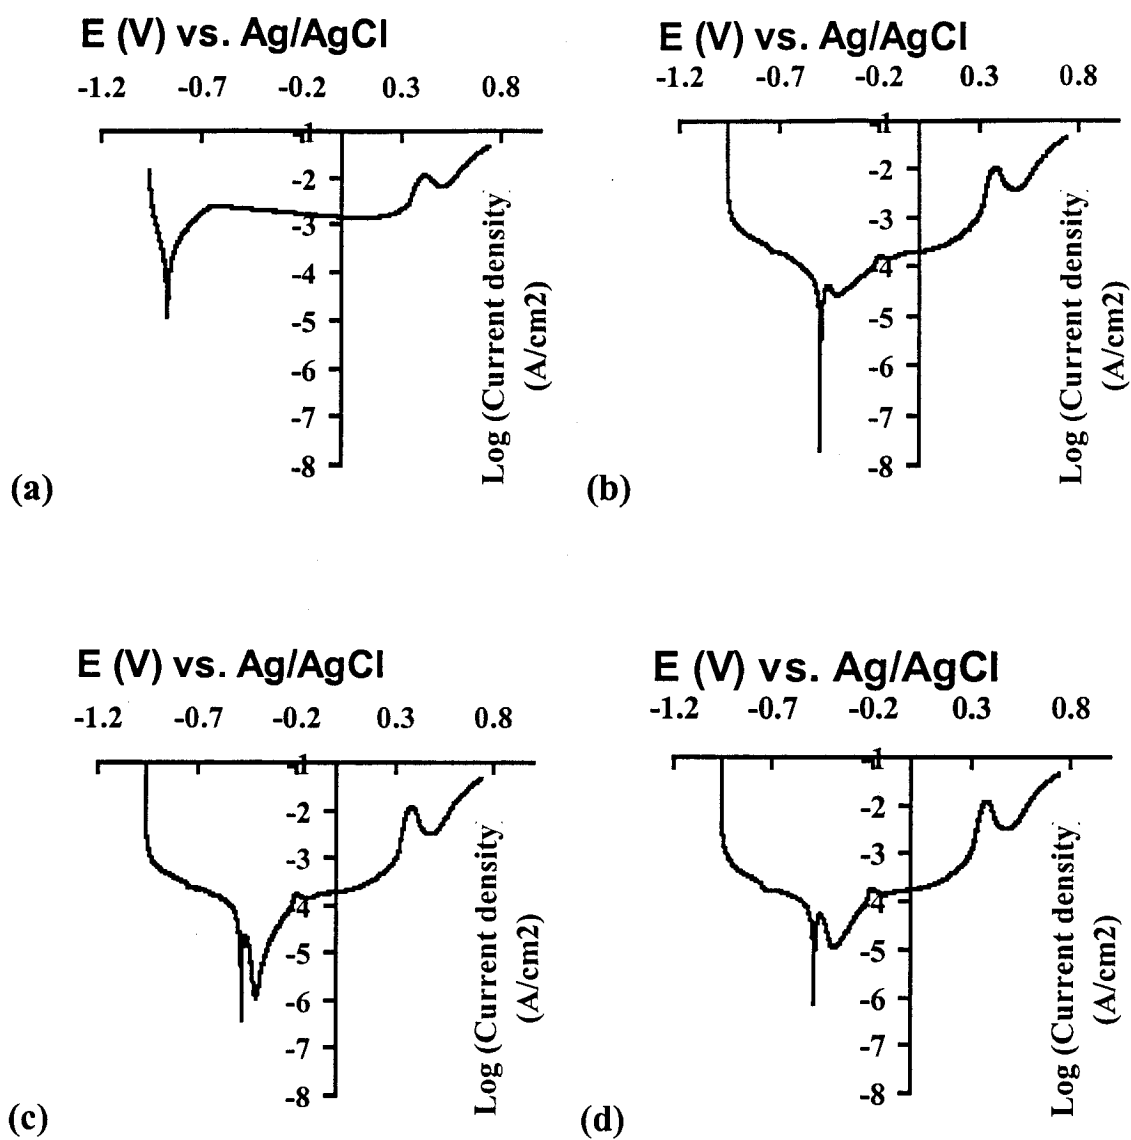 E (V) vs. Ag/AgCl
-1.2 -0.7 -0.2 0.3 0.8
-1
-2
-3
-4
-5
-6
-7
-8
Log (Current density
(A/cm2)
(a)
E (V) vs. Ag/AgCl
-1.2 -0.7 -0.2 0.3 0.8
-1
-2
-3
-4
-5
-6
-7
-8
Log (Current density
(A/cm2)
(b)
E (V) vs. Ag/AgCl
-1.2 -0.7 -0.2 0.3 0.8
-1
-2
-3
-4
-5
-6
-7
-8
Log (Current density
(A/cm2)
(c)
E (V) vs. Ag/AgCl
-1.2 -0.7 -0.2 0.3 0.8
-1
-2
-3
-4
-5
-6
-7
-8
Log (Current density
(A/cm2)
(d)